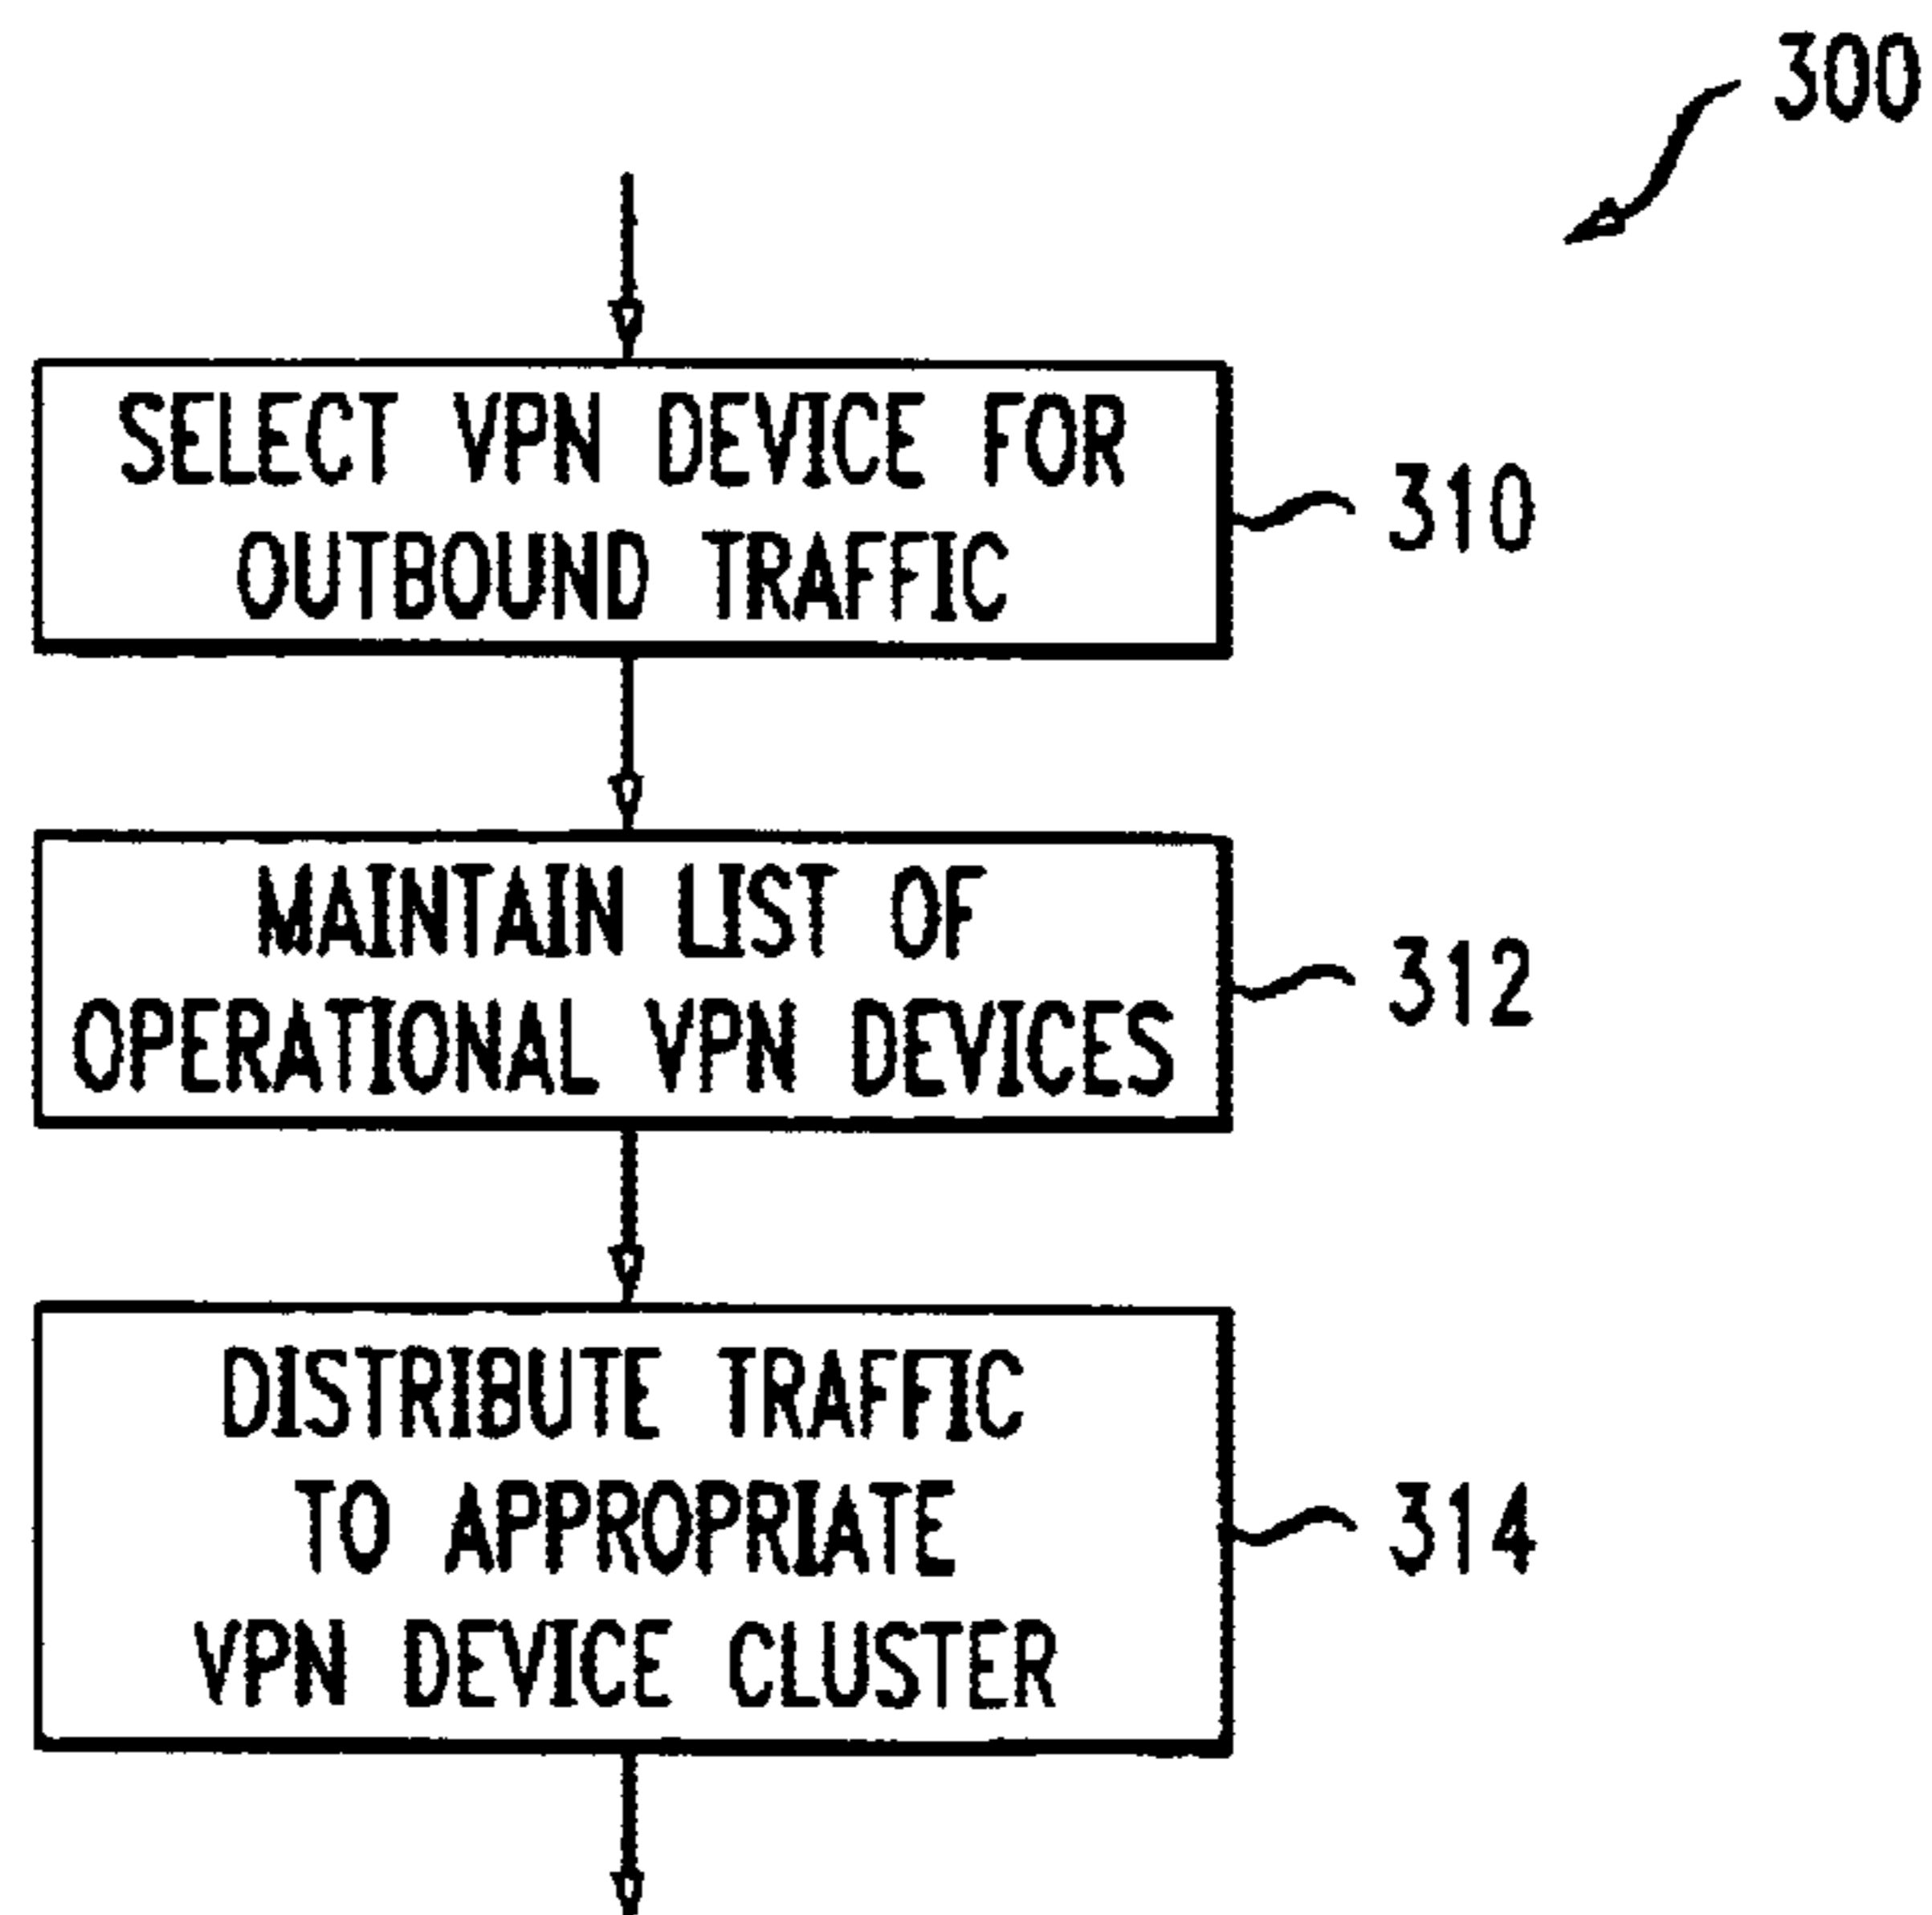 300
SELECT VPN DEVICE FOR
OUTBOUND TRAFFIC
310
MAINTAIN LIST OF
OPERATIONAL VPN DEVICES
312
DISTRIBUTE TRAFFIC
TO APPROPRIATE
VPN DEVICE CLUSTER
314